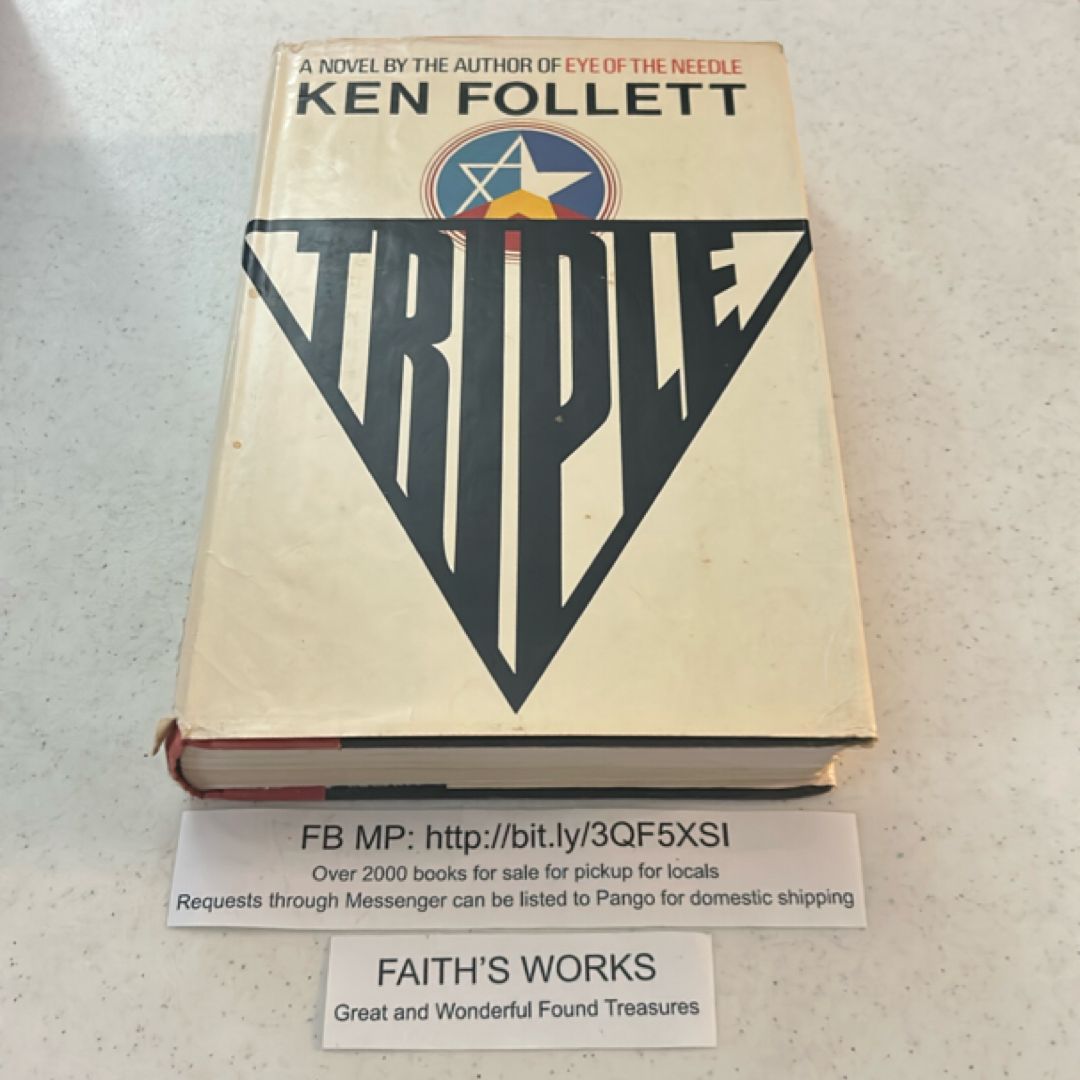 A NOVEL BY THE AUTHOR OF EYE OF THE NEEDLE
KEN FOLLETT
TRIPLE
FB MP: http://bit.ly/3QF5XSI
Over 2000 books for sale for pickup for locals
Requests through Messenger can be listed to Pango for domestic shipping
FAITH'S WORKS
Great and Wonderful Found Treasures